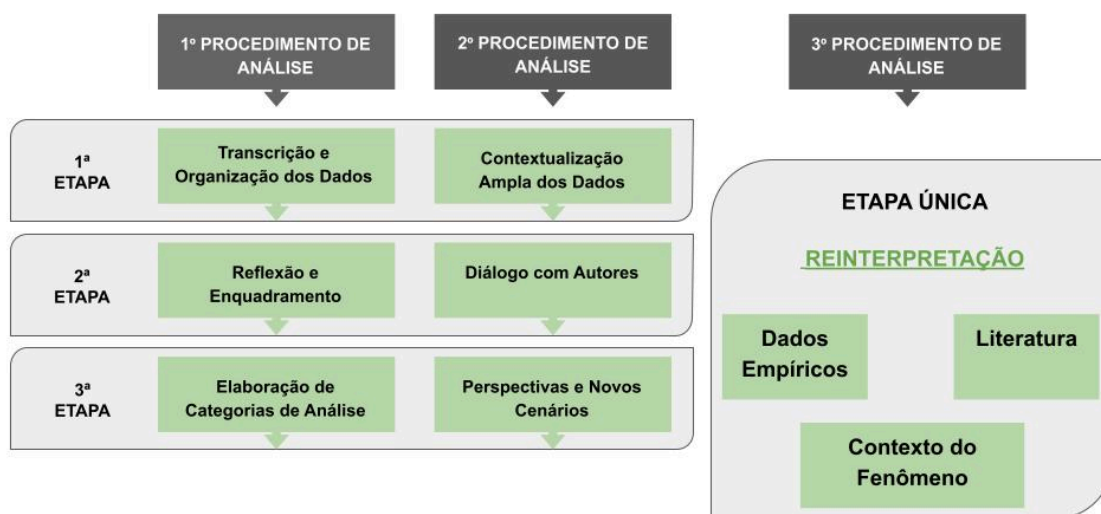 1º PROCEDIMENTO DE
ANÁLISE
2º PROCEDIMENTO DE
ANÁLISE
3º PROCEDIMENTO DE
ANÁLISE
1ª
ETAPA
Transcrição e
Organização dos Dados
Contextualização
Ampla dos Dados
2ª
ETAPA
Reflexão e
Enquadramento
Diálogo com Autores
3ª
ETAPA
Elaboração de
Categorias de Análise
Perspectivas e Novos
Cenários
ETAPA ÚNICA
REINTERPRETAÇÃO
Dados
Empíricos
Literatura
Contexto do
Fenômeno